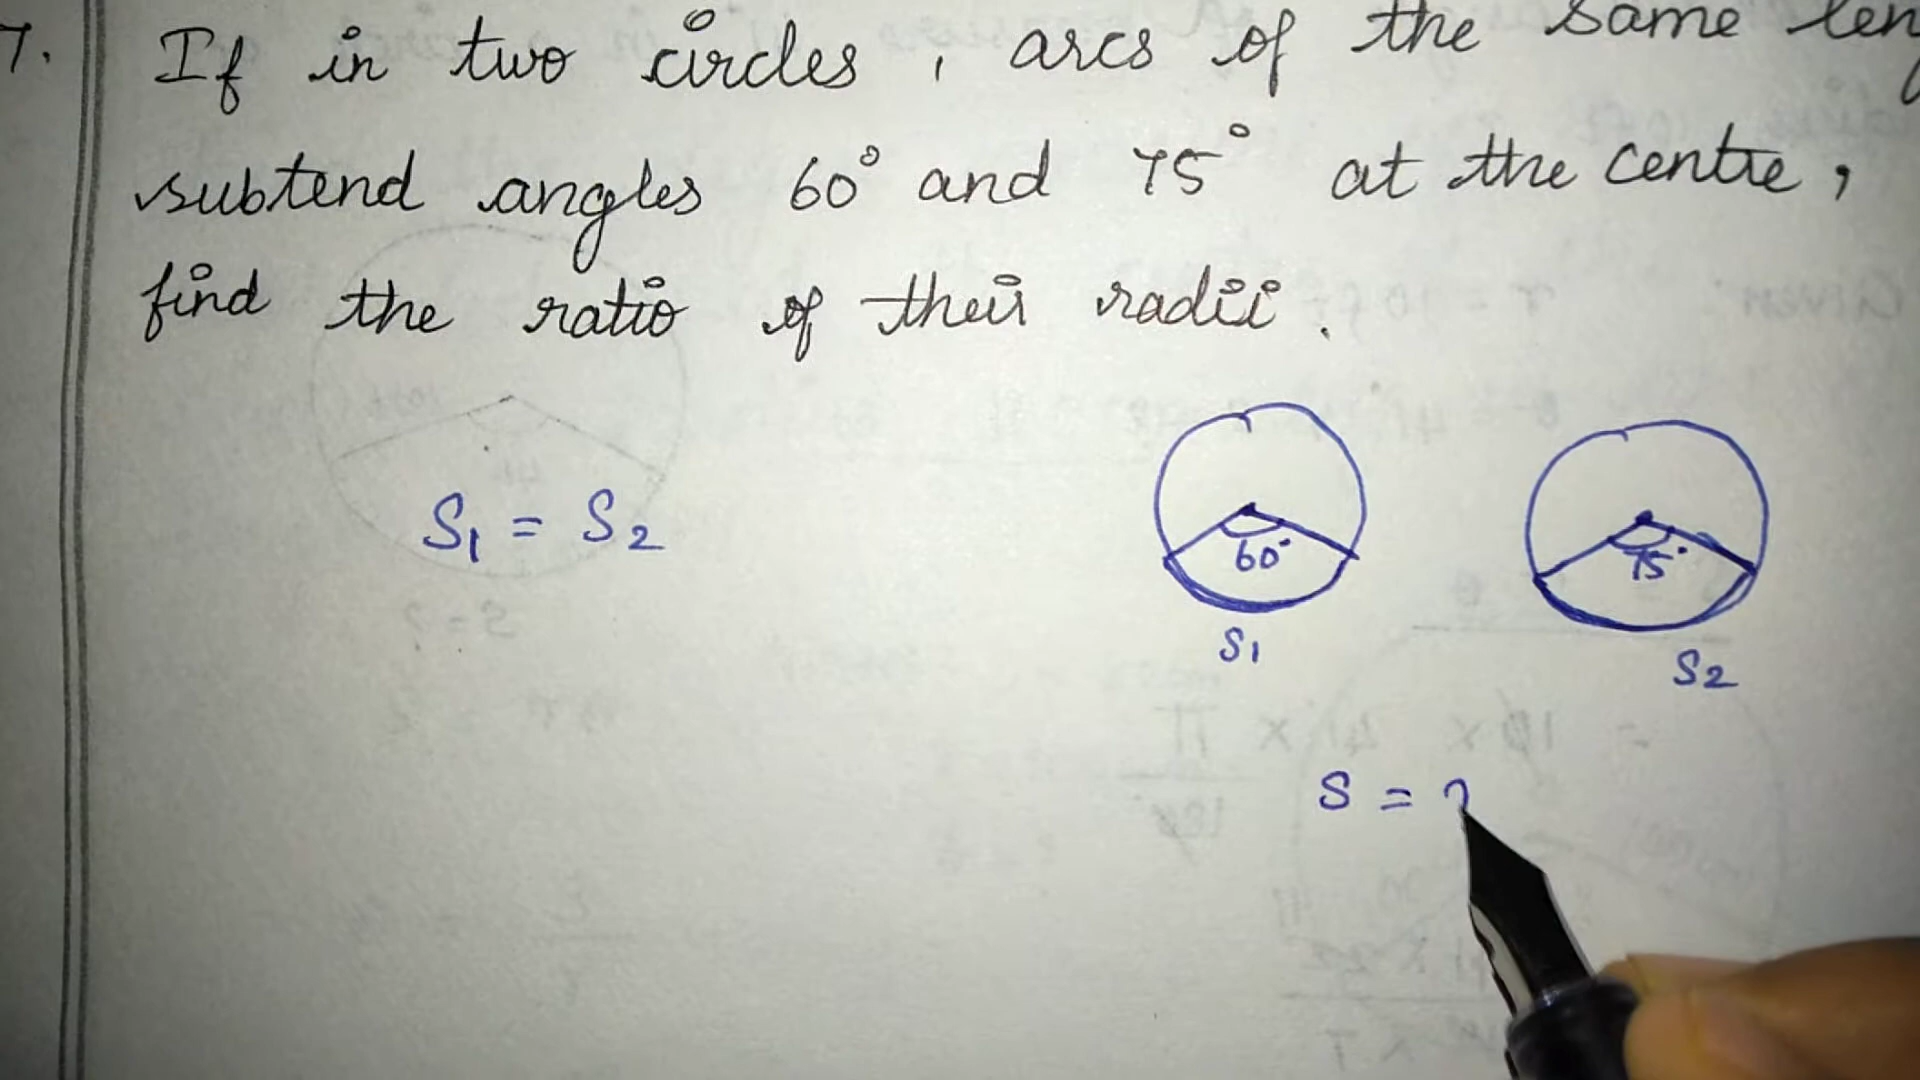 7. If in two circles, arcs of the same
subtend angles 60° and 75° at the centre,
find the ratio of their radii.
S1 = S2
60°
75°
S1
S2
S =